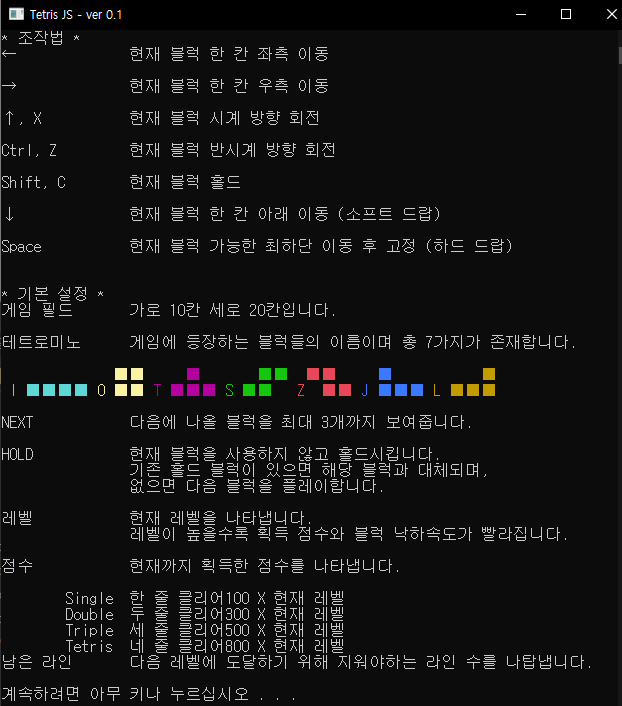 Tetris JS - ver 0.1
* 조작법 *
← 현재 블럭 한 칸 좌측 이동
→ 현재 블럭 한 칸 우측 이동
↑, X 현재 블럭 시계 방향 회전
Ctrl, Z 현재 블럭 반시계 방향 회전
Shift, C 현재 블럭 홀드
↓ 현재 블럭 한 칸 아래 이동 (소프트 드랍)
Space 현재 블럭 가능한 최하단 이동 후 고정 (하드 드랍)
* 기본 설정 *
게임 필드 가로 10칸 세로 20칸입니다.
테트로미노 게임에 등장하는 블럭들의 이름이며 총 7가지가 존재합니다.
I O T S Z J L
NEXT 다음에 나올 블럭을 최대 3개까지 보여줍니다.
HOLD 현재 블럭을 사용하지 않고 홀드시킵니다.
기존 홀드 블럭이 있으면 해당 블럭과 대체되며,
없으면 다음 블럭을 플레이합니다.
레벨 현재 레벨을 나타냅니다.
레벨이 높을수록 획득 점수와 블럭 낙하속도가 빨라집니다.
점수 현재까지 획득한 점수를 나타냅니다.
Single 한 줄 클리어100 X 현재 레벨
Double 두 줄 클리어300 X 현재 레벨
Triple 세 줄 클리어500 X 현재 레벨
Tetris 네 줄 클리어800 X 현재 레벨
남은 라인 다음 레벨에 도달하기 위해 지워야하는 라인 수를 나탑냅니다.
계속하려면 아무 키나 누르십시오 . . .